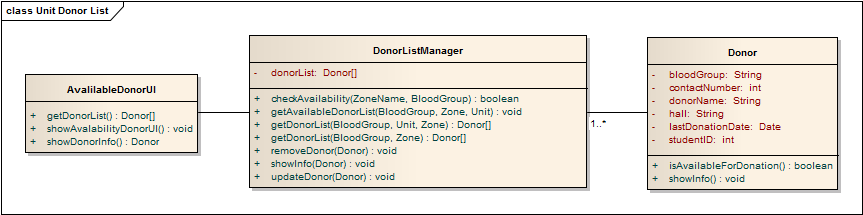 class Unit Donor List
AvalilableDonorUI
+ getDonorList() : Donor[]
+ showAvalabilityDonorUI() : void
+ showDonorInfo() : Donor
DonorListManager
- donorList: Donor[]
+ checkAvailability(ZoneName, BloodGroup) : boolean
+ getAvailableDonorList(BloodGroup, Zone, Unit) : void
+ getDonorList(BloodGroup, Unit, Zone) : Donor[]
+ getDonorList(BloodGroup, Zone) : Donor[]
+ removeDonor(Donor) : void
+ showInfo(Donor) : void
+ updateDonor(Donor) : void
1..*
Donor
- bloodGroup: String
- contactNumber: int
- donorName: String
- hall: String
- lastDonationDate: Date
- studentID: int
+ isAvailableForDonation() : boolean
+ showInfo() : void